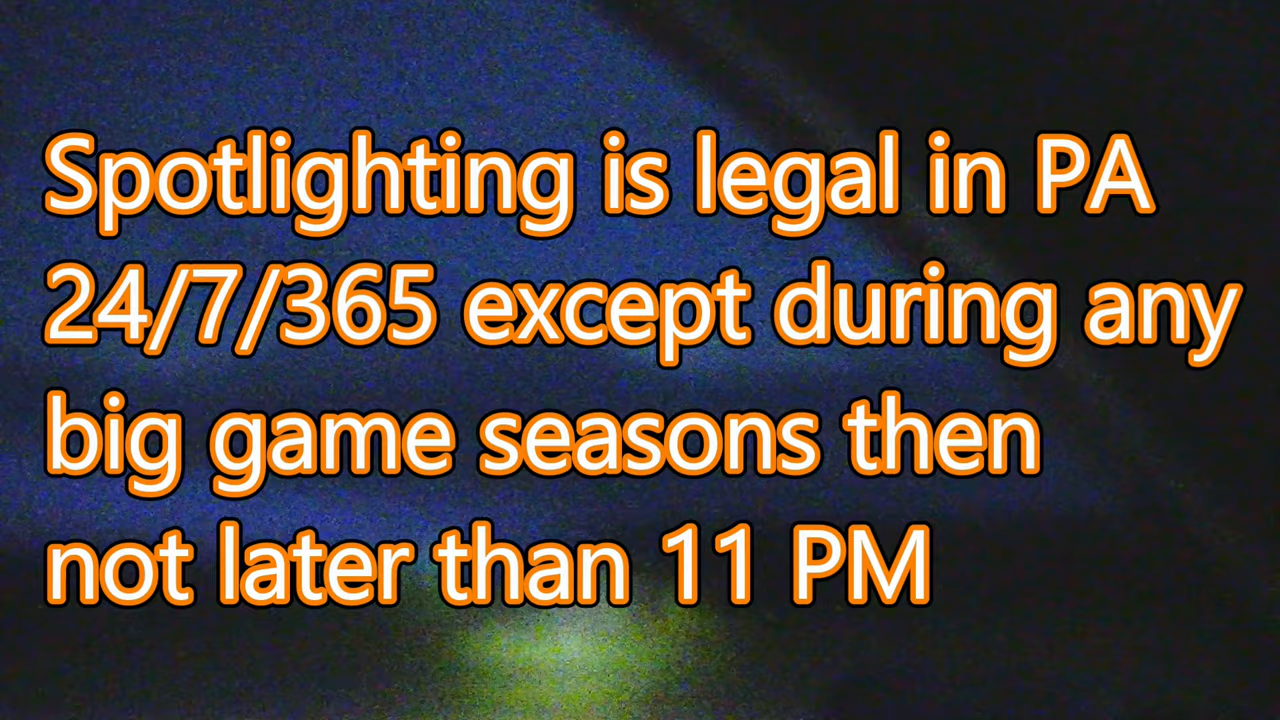 Spotlighting is legal in PA
24/7/365 except during any
big game seasons then
not later than 11 PM